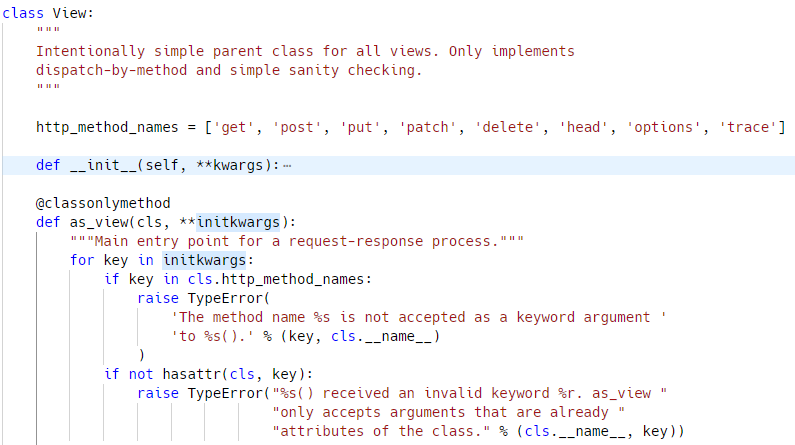 class View:
    """
    Intentionally simple parent class for all views. Only implements
    dispatch-by-method and simple sanity checking.
    """

    http_method_names = ['get', 'post', 'put', 'patch', 'delete', 'head', 'options', 'trace']

    def __init__(self, **kwargs):⋯

    @classonlymethod
    def as_view(cls, **initkwargs):
        """Main entry point for a request-response process."""
        for key in initkwargs:
            if key in cls.http_method_names:
                raise TypeError(
                    'The method name %s is not accepted as a keyword argument '
                    'to %s().' % (key, cls.__name__)
                )
            if not hasattr(cls, key):
                raise TypeError("%s() received an invalid keyword %r. as_view "
                                "only accepts arguments that are already "
                                "attributes of the class." % (cls.__name__, key))